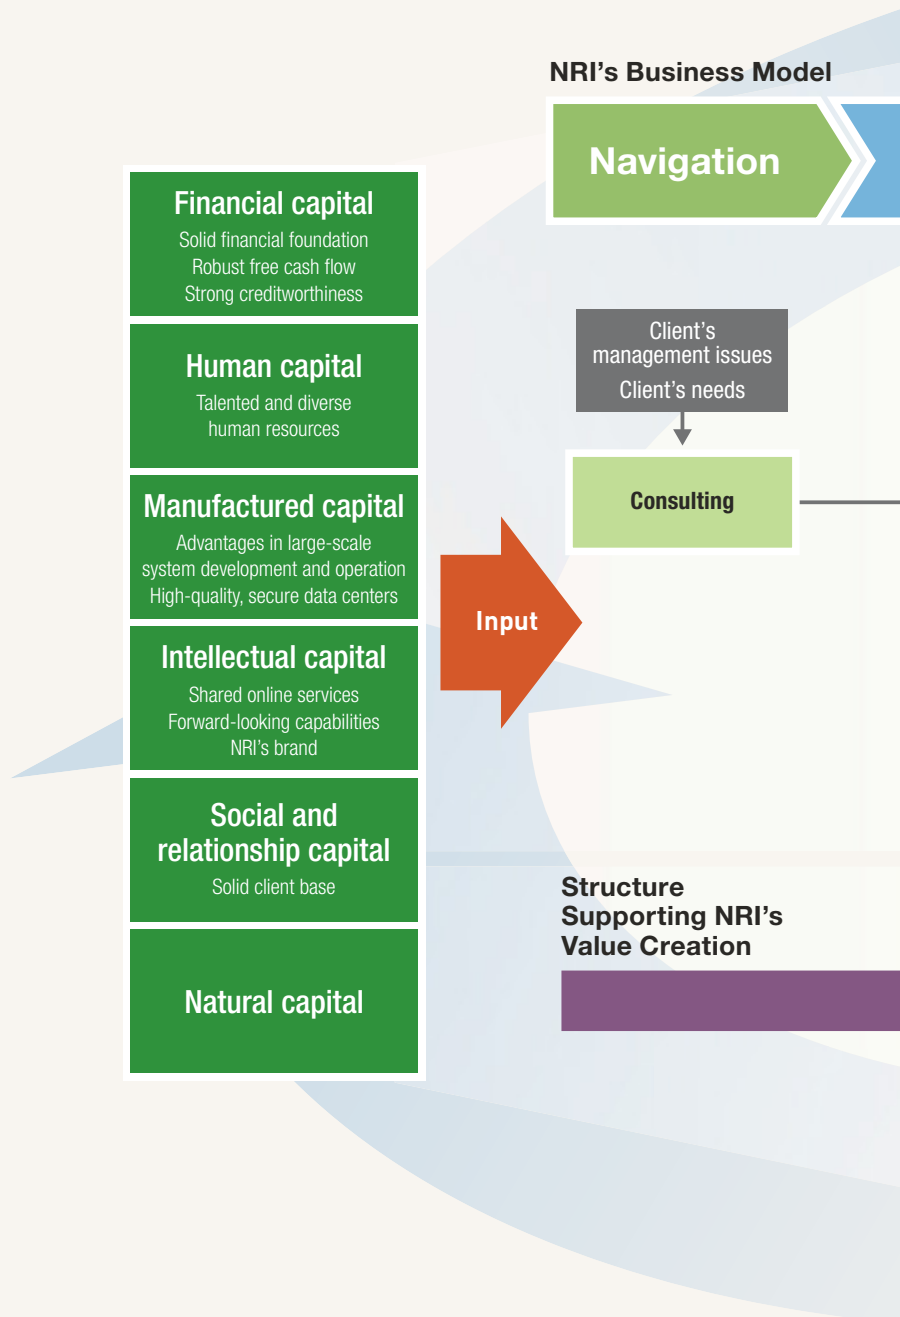 NRI's Business Model
Navigation
Financial capital
Solid financial foundation
Robust free cash flow
Strong creditworthiness
Human capital
Talented and diverse
human resources
Manufactured capital
Advantages in large-scale
system development and operation
High-quality, secure data centers
Intellectual capital
Shared online services
Forward-looking capabilities
NRI's brand
Social and
relationship capital
Solid client base
Natural capital
Input
Client's
management issues
Client's needs
Consulting
Structure
Supporting NRI's
Value Creation